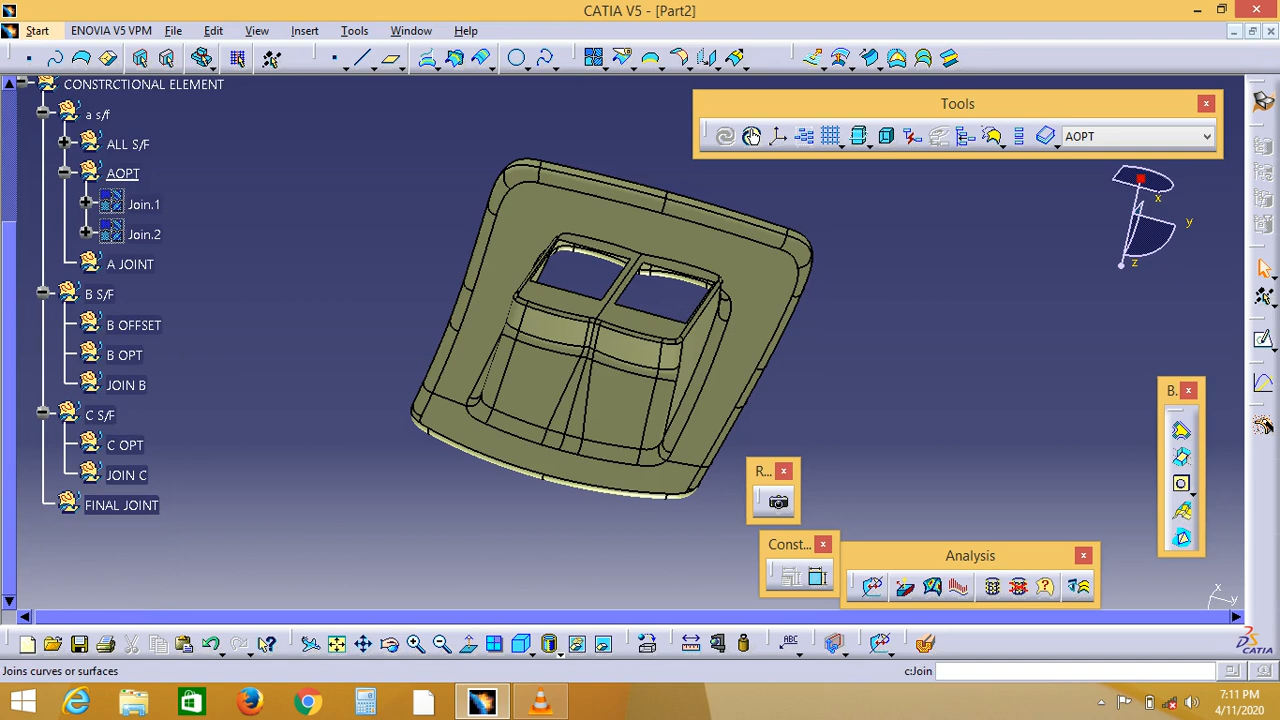 CATIA V5 - [Part2]
Start ENOVIA V5 VPM File Edit View Insert Tools Window Help
CONSTRCTIONAL ELEMENT
a s/f
ALL S/F
AOPT
Join.1
Join.2
A JOINT
B S/F
B OFFSET
B OPT
JOIN B
C S/F
C OPT
JOIN C
FINAL JOINT
Tools
AOPT
x
y
z
B...
R...
Const...
Analysis
x
y
ABC
CATIA
Joins curves or surfaces
c:Join
7:11 PM
4/11/2020